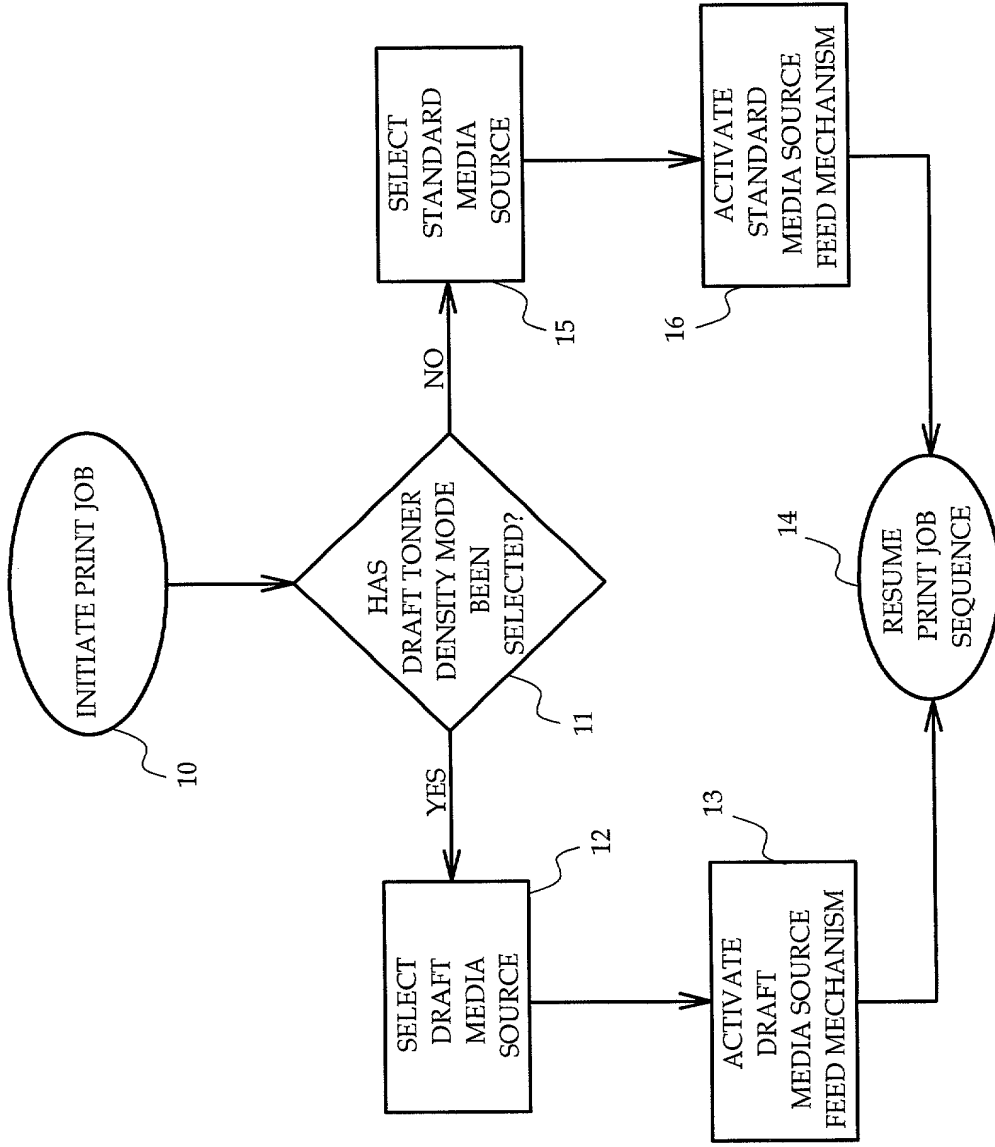 INITIATE PRINT JOB
10
HAS
DRAFT TONER
DENSITY MODE
BEEN
SELECTED?
11
YES
NO
SELECT
DRAFT
MEDIA
SOURCE
12
ACTIVATE
DRAFT
MEDIA SOURCE
FEED MECHANISM
13
SELECT
STANDARD
MEDIA
SOURCE
15
ACTIVATE
STANDARD
MEDIA SOURCE
FEED MECHANISM
16
RESUME
PRINT JOB
SEQUENCE
14